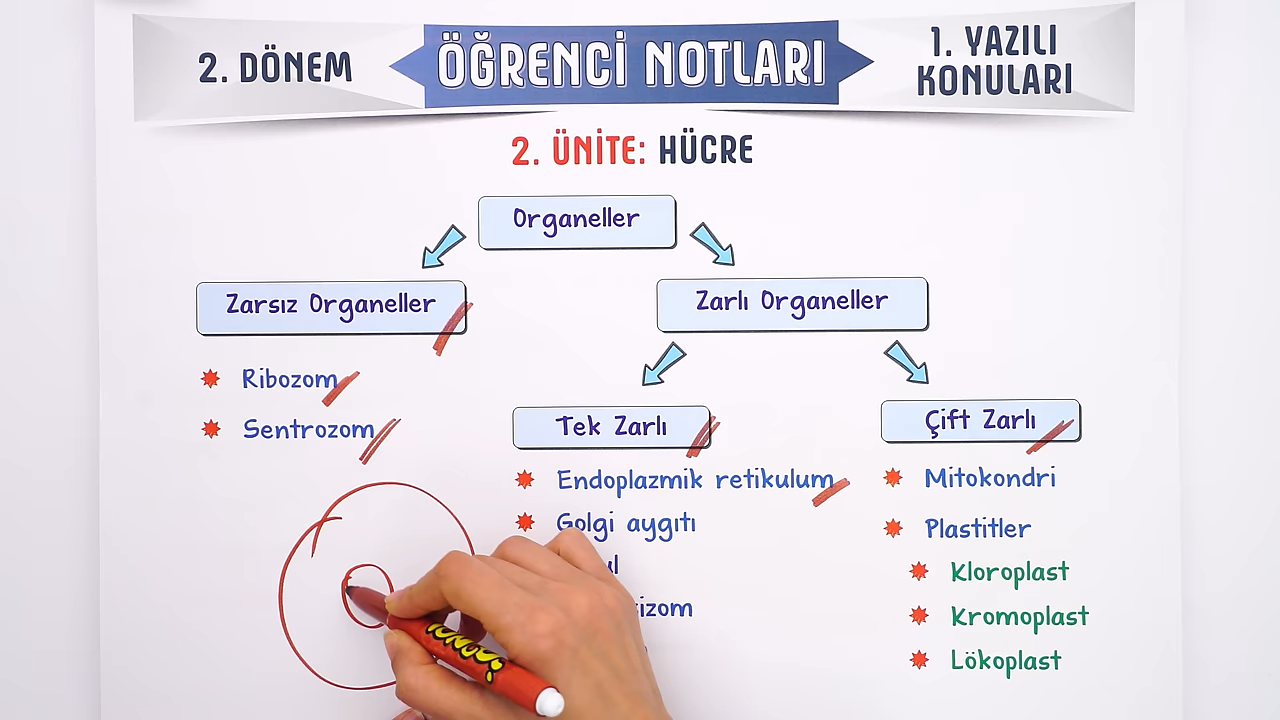 2. DÖNEM
ÖĞRENCİ NOTLARI
1. YAZILI
KONULARI
2. ÜNİTE: HÜCRE
Organeller
Zarsız Organeller
Zarlı Organeller
Ribozom
Sentrozom
Tek Zarlı
Çift Zarlı
Endoplazmik retikulum
Golgi aygıtı
Mitokondri
Plastitler
Kloroplast
Kromoplast
Lökoplast